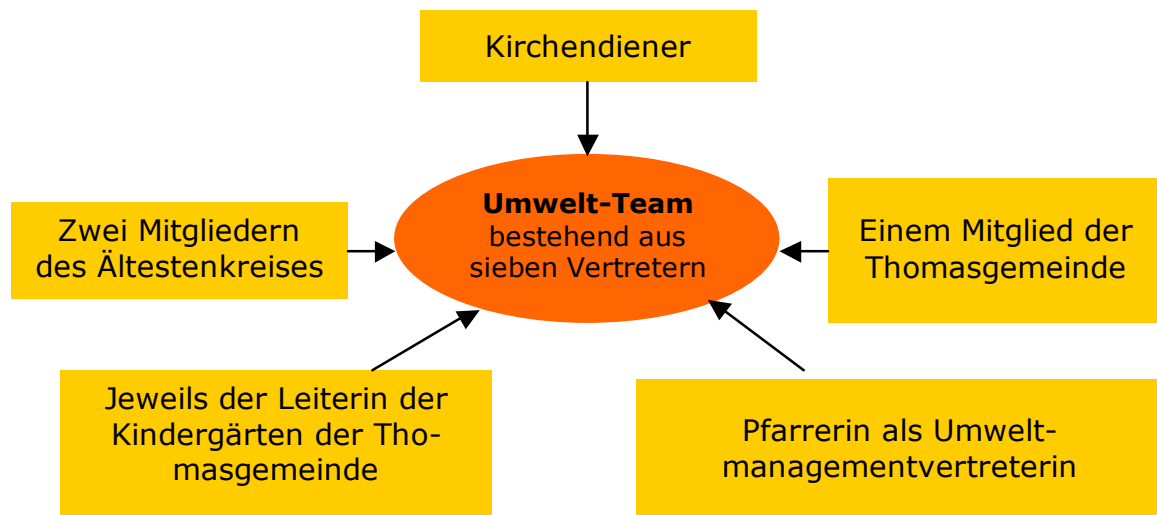 Kirchendiener
Umwelt-Team
bestehend aus
sieben Vertretern
Zwei Mitgliedern
des Ältestenkreises
Einem Mitglied der
Thomasgemeinde
Jeweils der Leiterin der
Kindergärten der Tho-
masgemeinde
Pfarrerin als Umwelt-
managementvertreterin